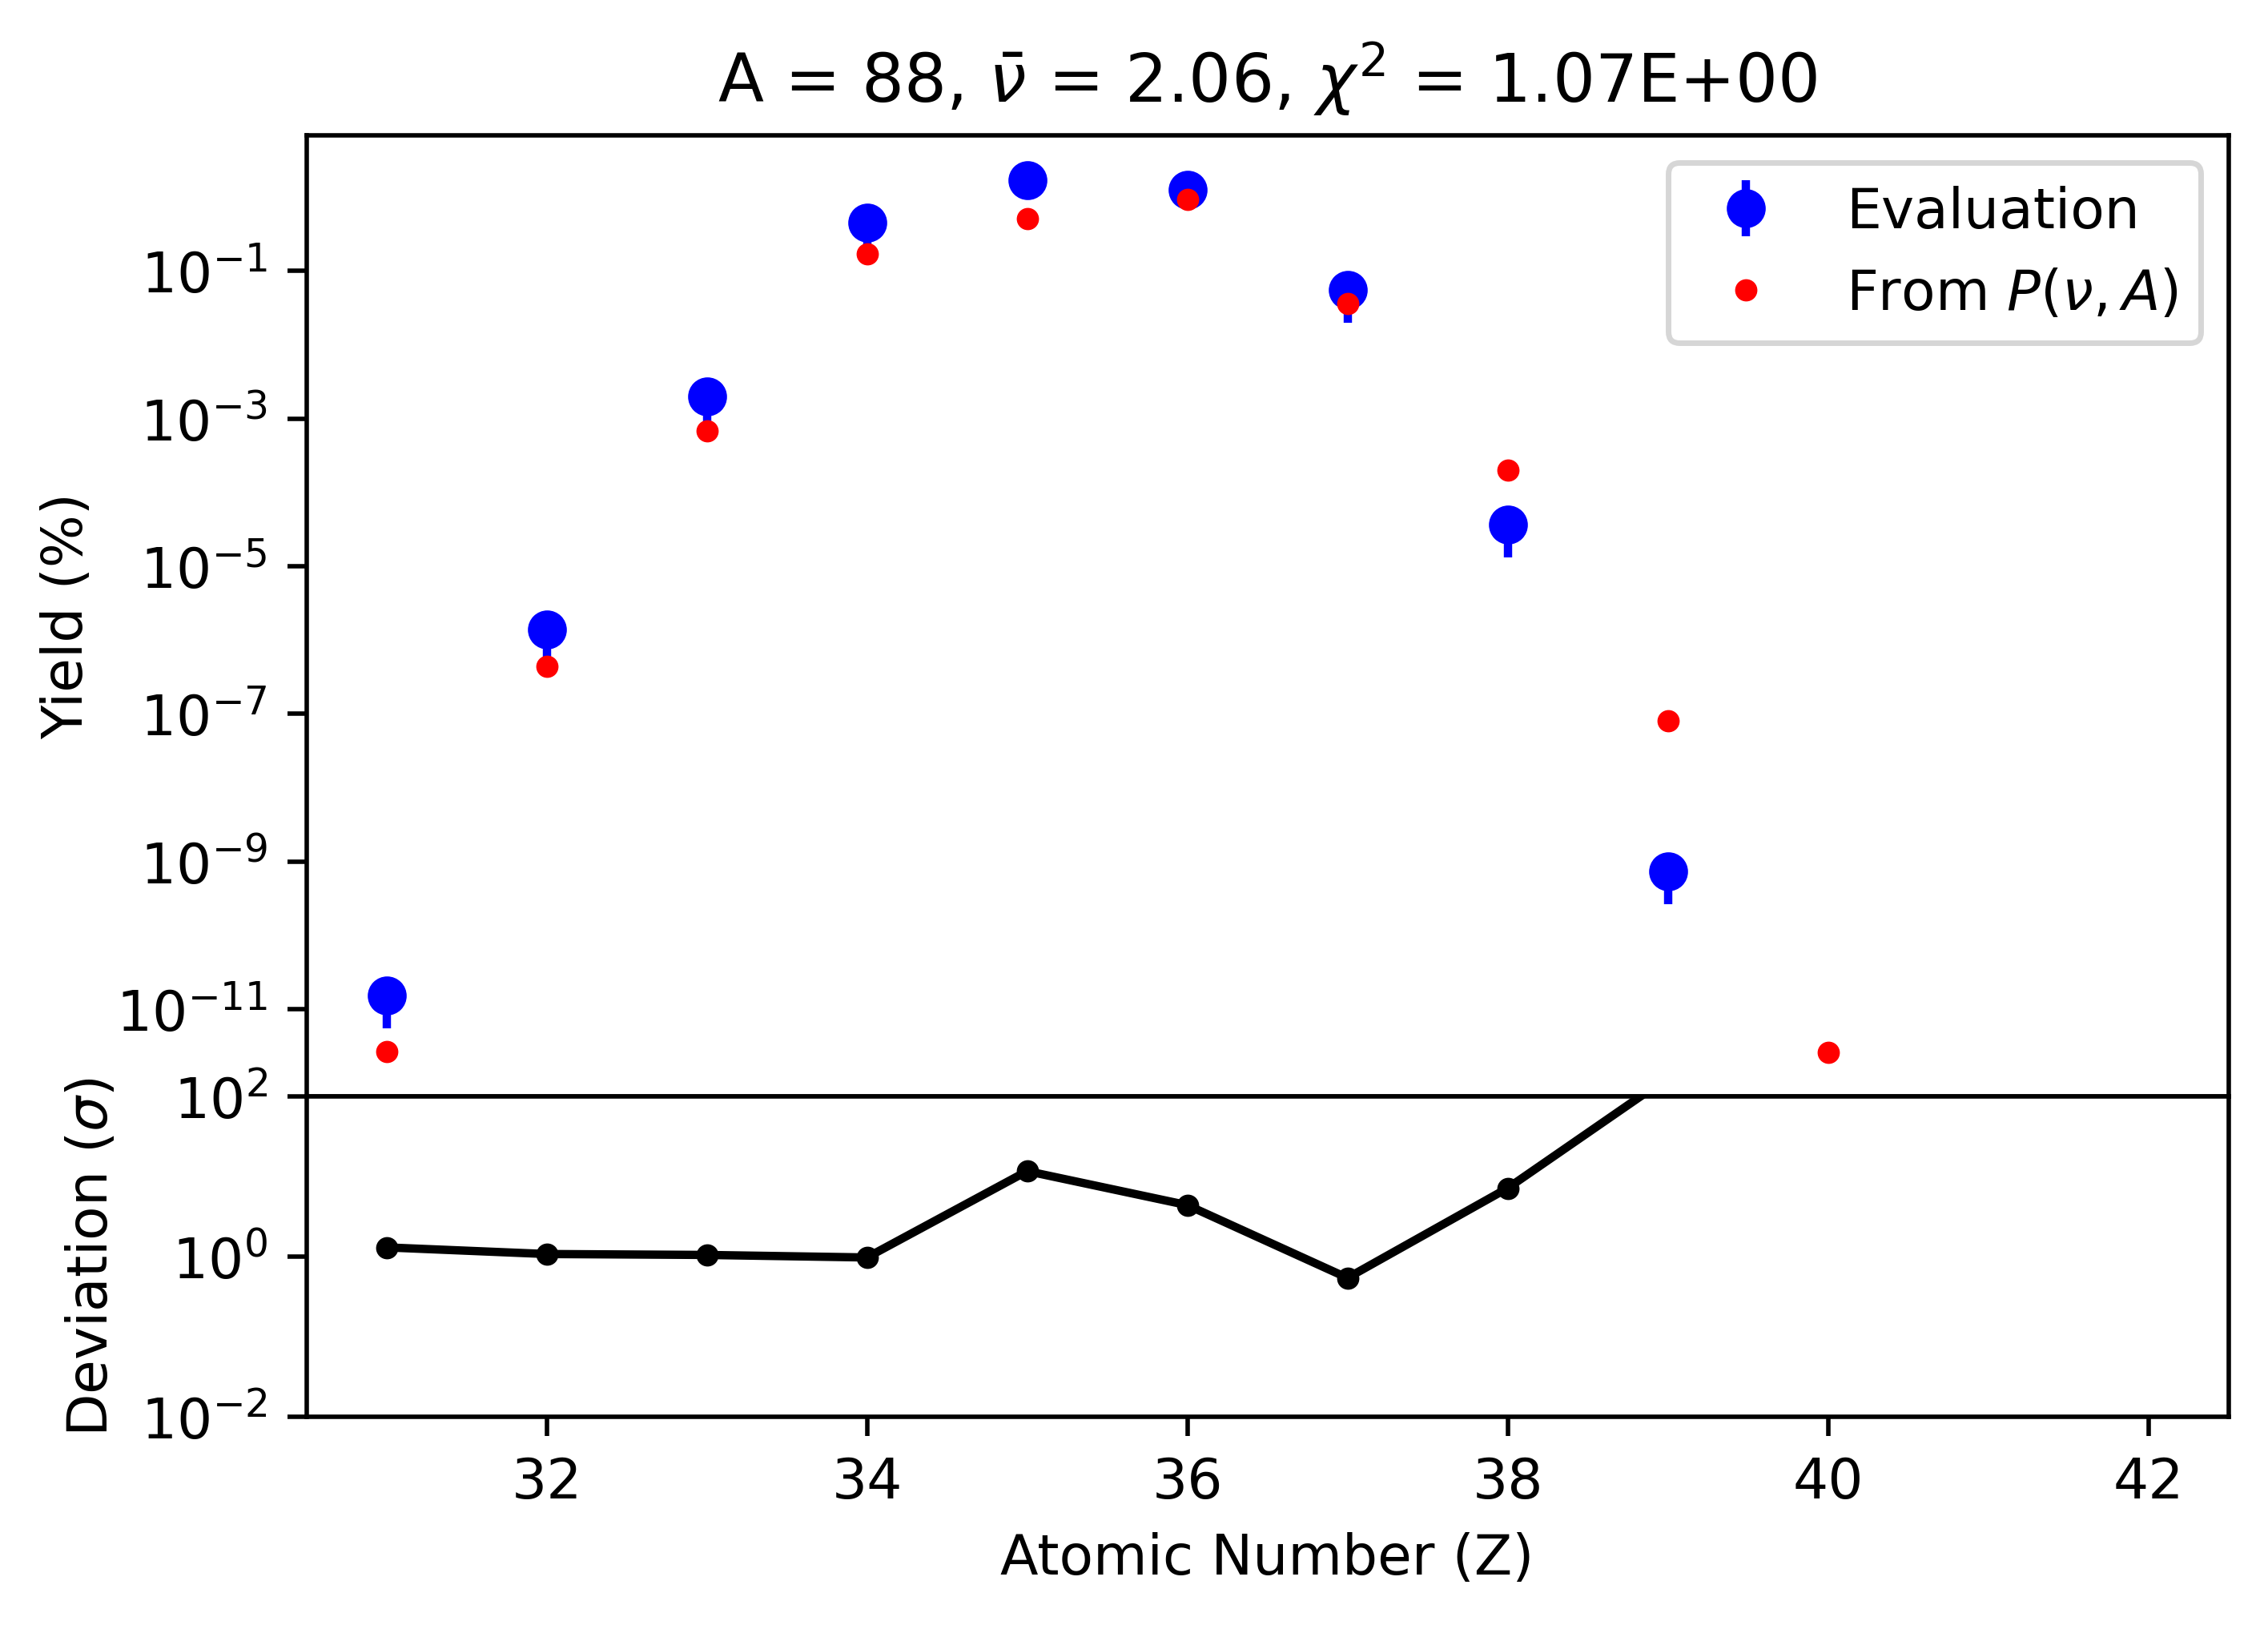 A = 88, ν̄ = 2.06, χ² = 1.07E+00
Evaluation
From P(ν, A)
Yield (%)
10⁻¹
10⁻³
10⁻⁵
10⁻⁷
10⁻⁹
10⁻¹¹
Deviation (σ)
10²
10⁰
10⁻²
32 34 36 38 40 42
Atomic Number (Z)